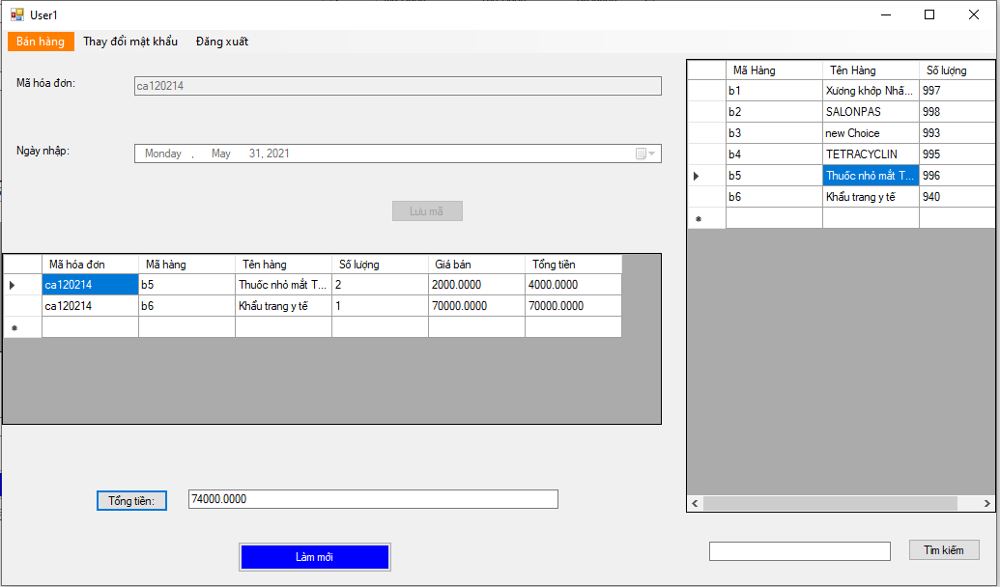 User1
Bán hàng Thay đổi mật khẩu Đăng xuất
Mã hóa đơn: ca120214
Ngày nhập: Monday , May 31, 2021
Lưu mã
Mã hóa đơn Mã hàng Tên hàng Số lượng Giá bán Tổng tiền
ca120214 b5 Thuốc nhỏ mắt T... 2 2000.0000 4000.0000
ca120214 b6 Khẩu trang y tế 1 70000.0000 70000.0000
Tổng tiền: 74000.0000
Làm mới
Mã Hàng Tên Hàng Số lượng
b1 Xương khớp Nhấ... 997
b2 SALONPAS 998
b3 new Choice 993
b4 TETRACYCLIN 995
b5 Thuốc nhỏ mắt T... 996
b6 Khẩu trang y tế 940
Tìm kiếm